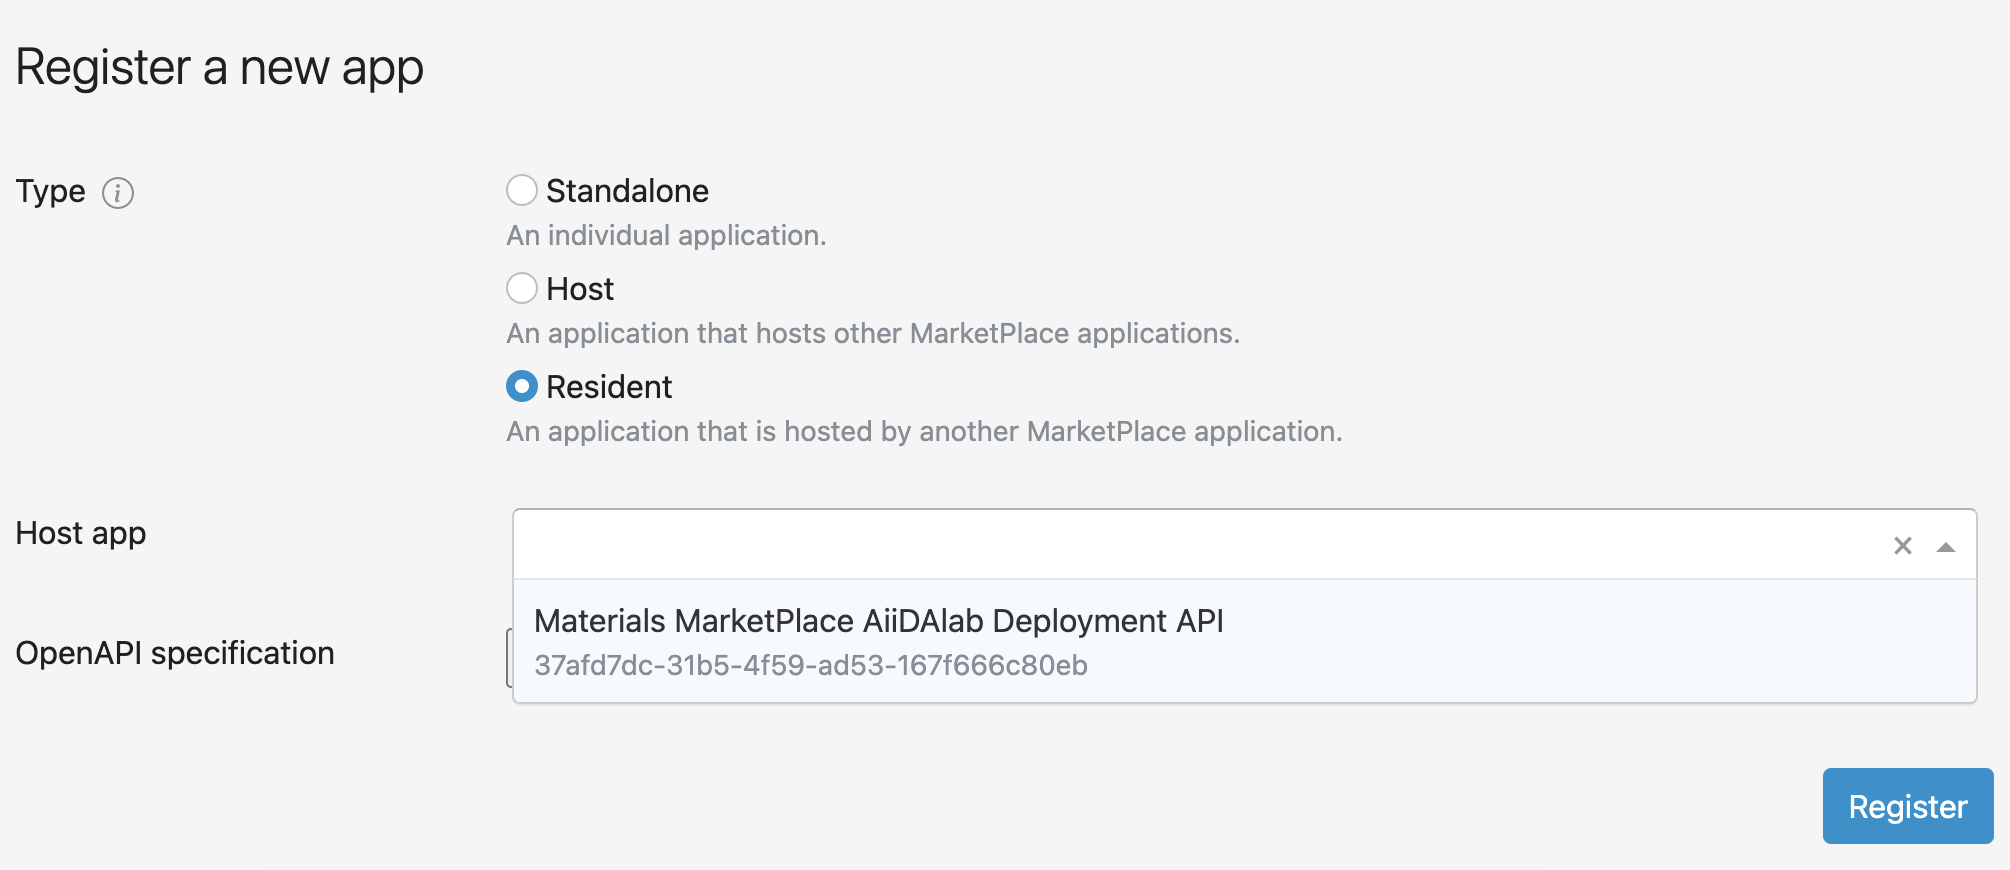 Register a new app
Type
Standalone
An individual application.
Host
An application that hosts other MarketPlace applications.
Resident
An application that is hosted by another MarketPlace application.
Host app
Materials MarketPlace AiiDAlab Deployment API
37afd7dc-31b5-4f59-ad53-167f666c80eb
OpenAPI specification
Register